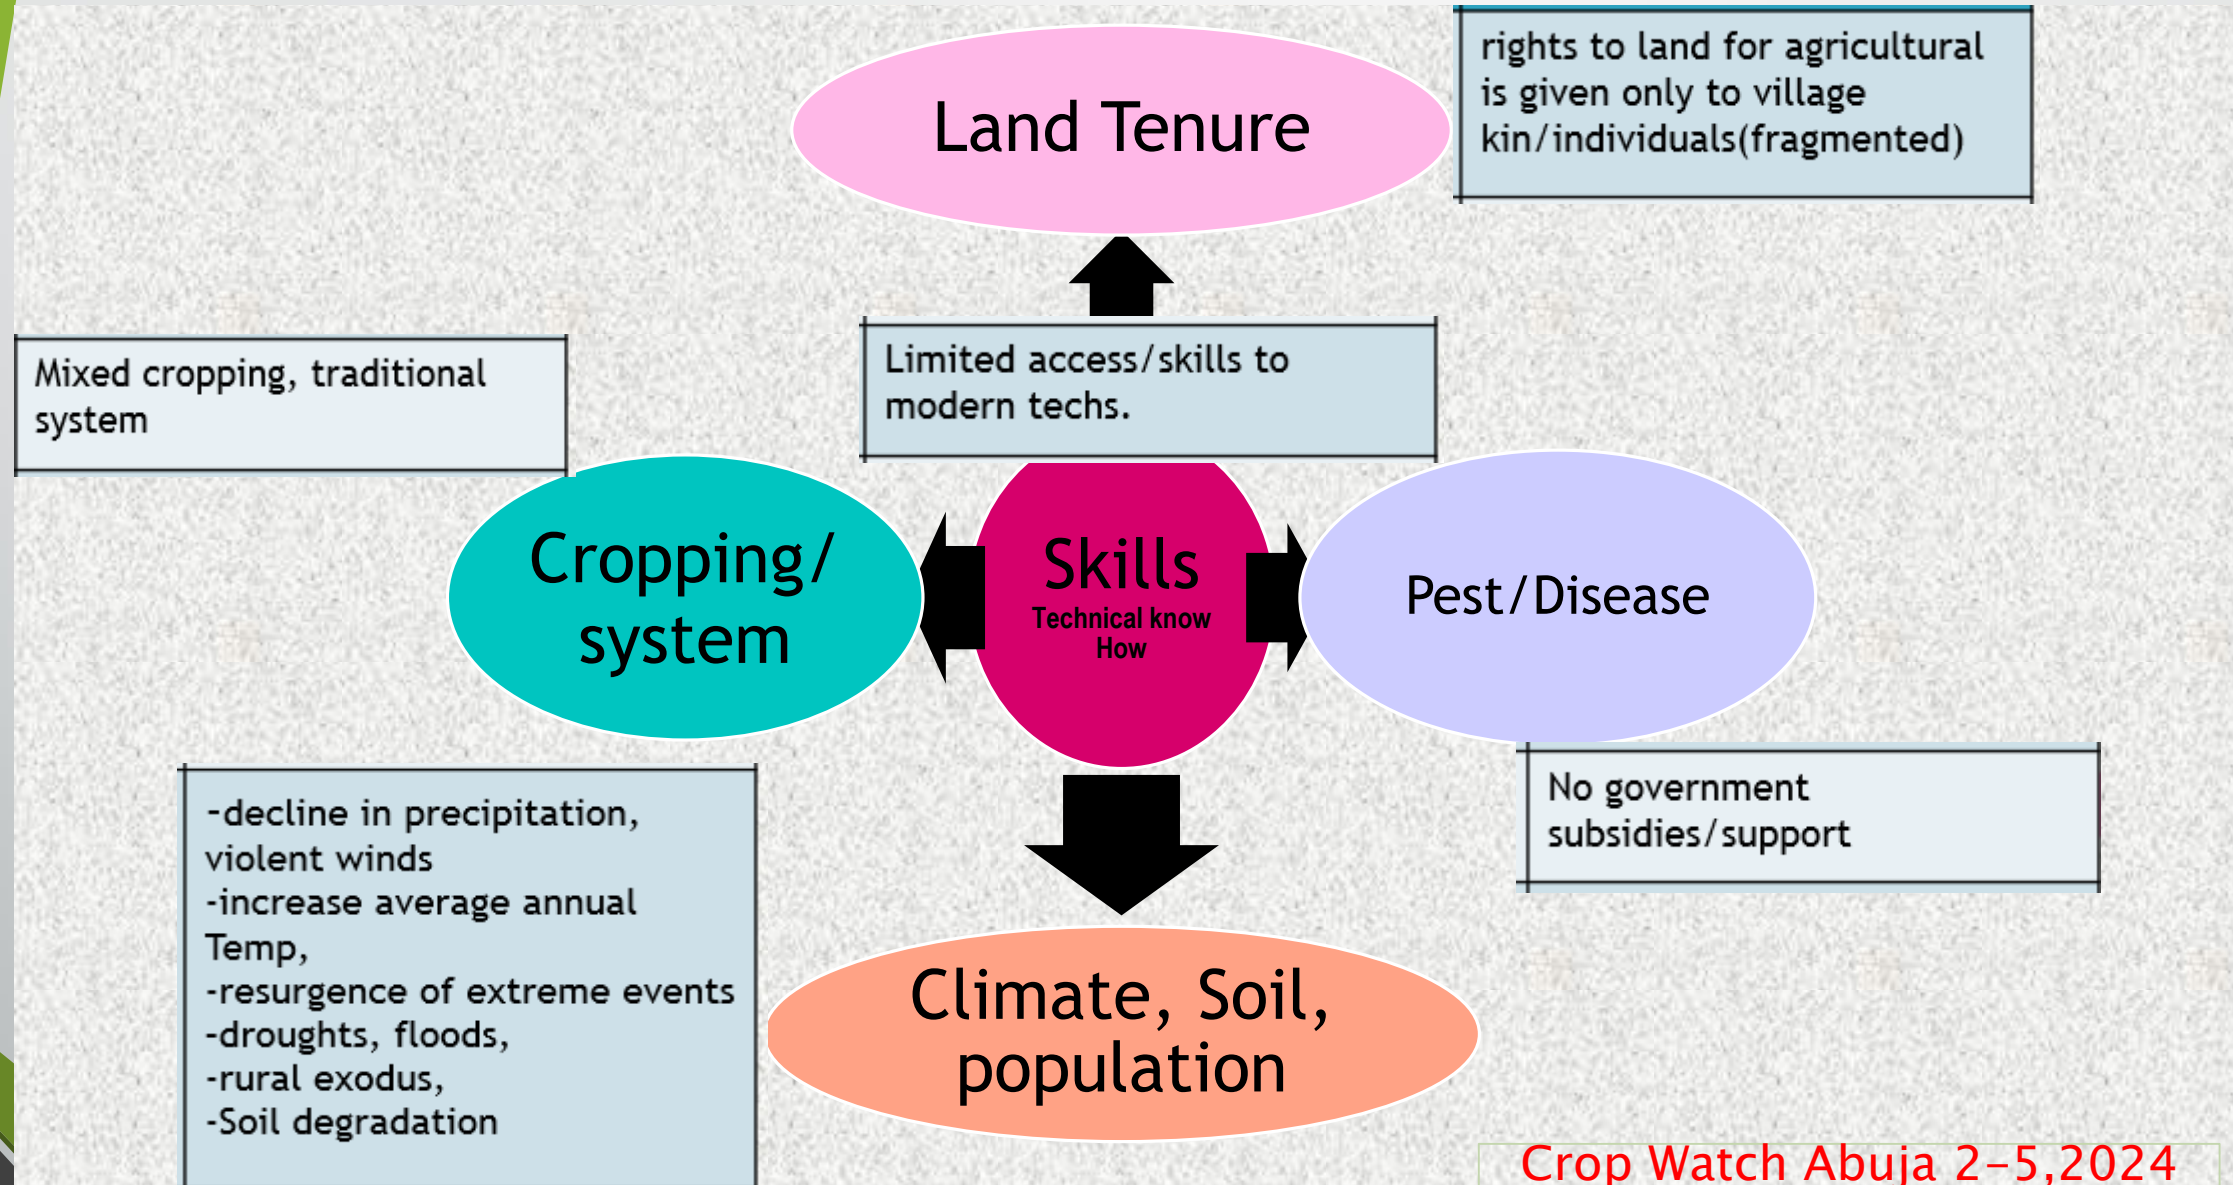 Land Tenure
rights to land for agricultural
is given only to village
kin/individuals(fragmented)
Mixed cropping, traditional
system
Limited access/skills to
modern techs.
Cropping/
system
Skills
Technical know
How
Pest/Disease
No government
subsidies/support
-decline in precipitation,
violent winds
-increase average annual
Temp,
-resurgence of extreme events
-droughts, floods,
-rural exodus,
-Soil degradation
Climate, Soil,
population
Crop Watch Abuja 2-5,2024